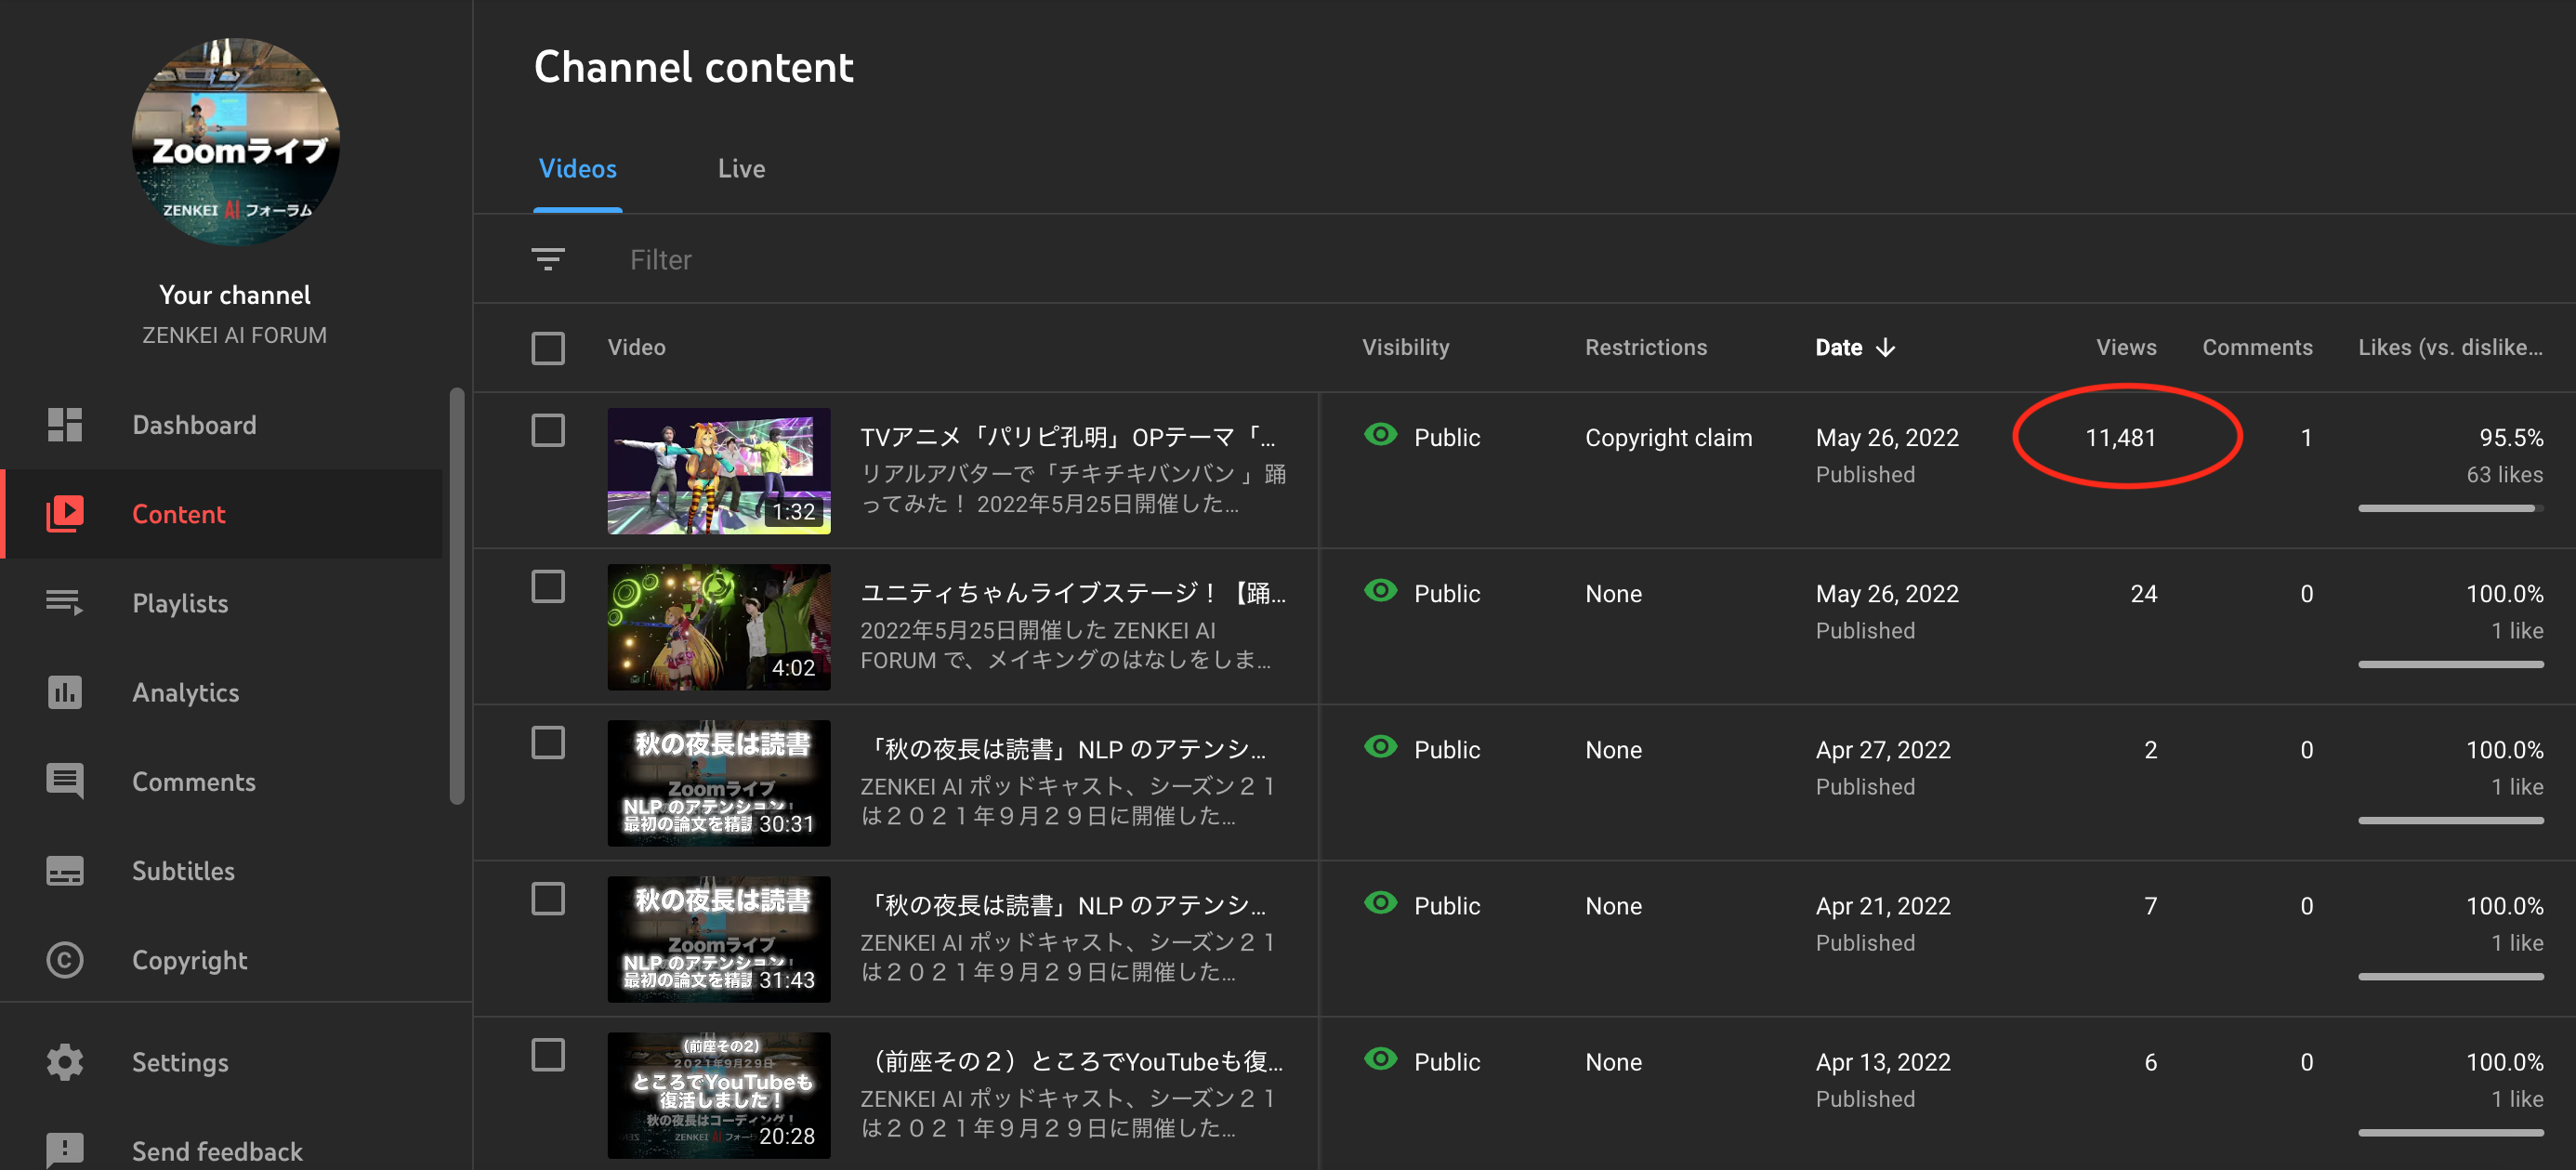 Zoomライブ
ZENKEI AI フォーラム
Your channel
ZENKEI AI FORUM
Dashboard
Content
Playlists
Analytics
Comments
Subtitles
Copyright
Settings
Send feedback
Channel content
Videos Live
Filter
Video Visibility Restrictions Date Views Comments Likes (vs. dislike...
1:32
TVアニメ「パリピ孔明」OPテーマ「...
リアルアバターで「チキチキバンバン 」踊
ってみた！ 2022年5月25日開催した...
Public Copyright claim May 26, 2022 11,481 1 95.5%
Published 63 likes
4:02
ユニティちゃんライブステージ！【踊...
2022年5月25日開催した ZENKEI AI
FORUM で、メイキングのはなしをしま...
Public None May 26, 2022 24 0 100.0%
Published 1 like
秋の夜長は読書
Zoomライブ
NLP のアテンション
最初の論文を精読
30:31
「秋の夜長は読書」NLP のアテンシ...
ZENKEI AI ポッドキャスト、シーズン２１
は２０２１年９月２９日に開催した...
Public None Apr 27, 2022 2 0 100.0%
Published 1 like
秋の夜長は読書
Zoomライブ
NLP のアテンション
最初の論文を精読
31:43
「秋の夜長は読書」NLP のアテンシ...
ZENKEI AI ポッドキャスト、シーズン２１
は２０２１年９月２９日に開催した...
Public None Apr 21, 2022 7 0 100.0%
Published 1 like
(前座その2)
2021年9月29日
ところでYouTubeも
復活しました！
秋の夜長はコーディング！
ZENKEI AI フォー
20:28
（前座その２）ところでYouTubeも復...
ZENKEI AI ポッドキャスト、シーズン２１
は２０２１年９月２９日に開催した...
Public None Apr 13, 2022 6 0 100.0%
Published 1 like